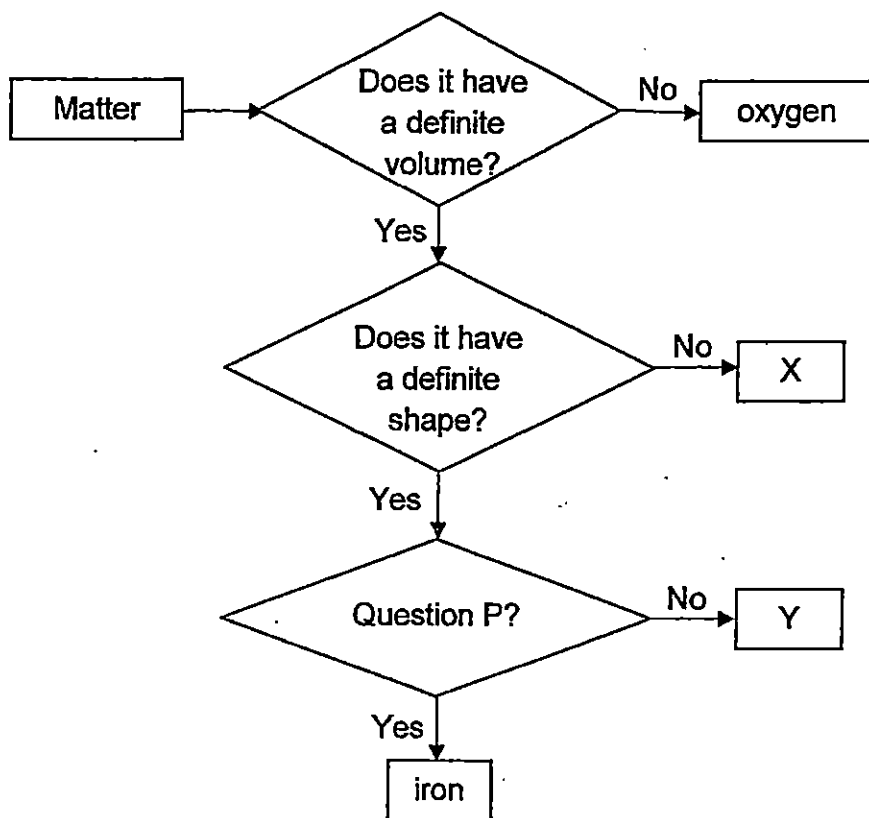 Matter
Does it have
a definite
volume?
No
oxygen
Yes
Does it have
a definite
shape?
No
X
Yes
Question P?
No
Y
Yes
iron